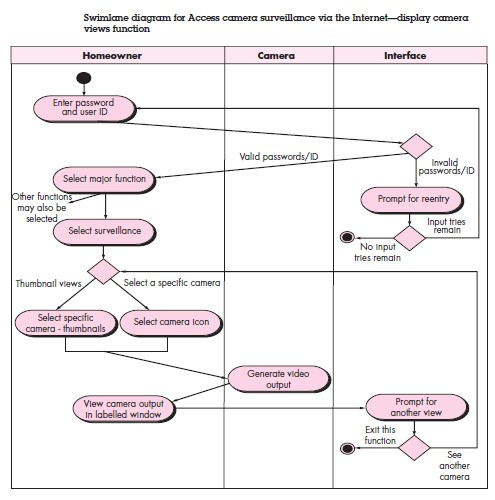 Swimlane diagram for Access camera surveillance via the Internet—display camera
views function
Homeowner
Camera
Interface
Enter password
and user ID
Valid passwords/ID
Invalid
passwords/ID
Select major function
Prompt for reentry
Other functions
may also be
selected
Input tries
remain
Select surveillance
No input
tries remain
Thumbnail views
Select a specific camera
Select specific
camera - thumbnails
Select camera icon
Generate video
output
View camera output
in labelled window
Prompt for
another view
Exit this
function
See
another
camera